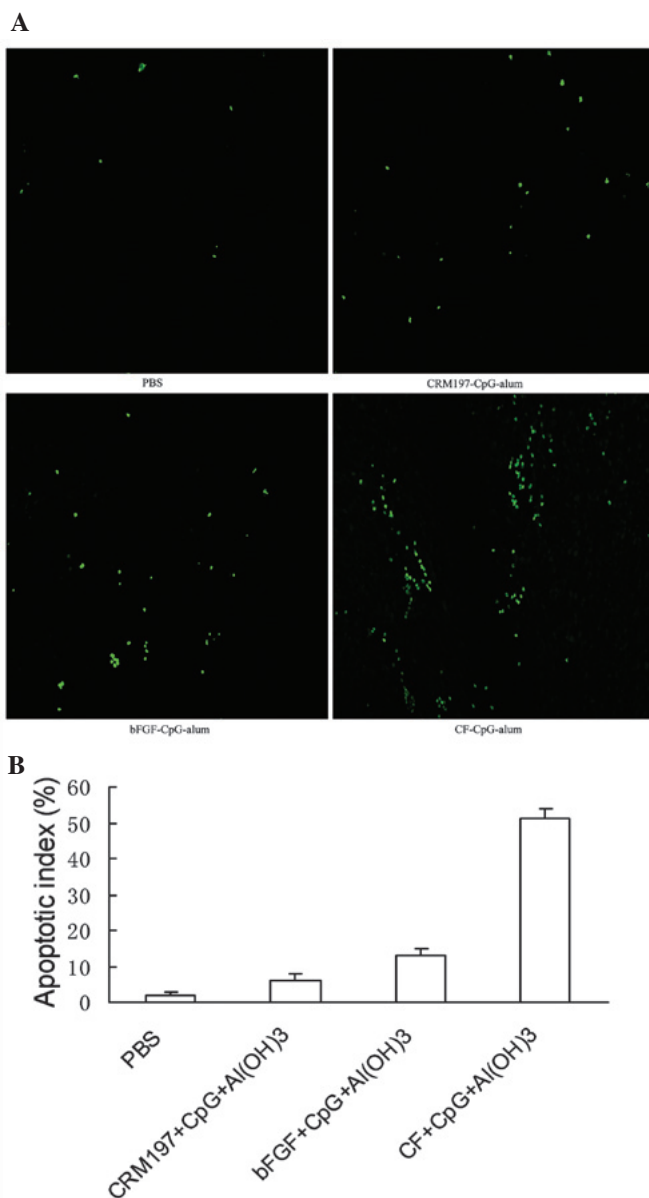 A
PBS
CRM197-CpG-alum
bFGF-CpG-alum
CF-CpG-alum
B
Apoptotic index (%)
60
50
40
30
20
10
0
PBS
CRM197+CpG+Al(OH)3
bFGF+CpG+Al(OH)3
CF+CpG+Al(OH)3